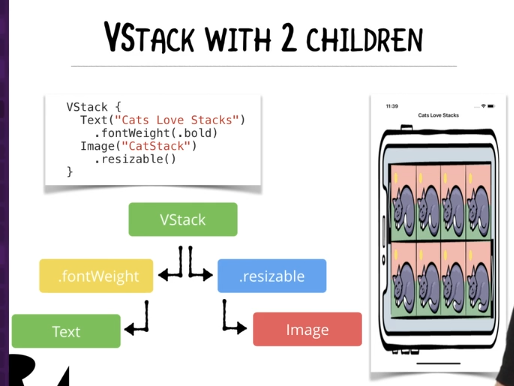 VStack with 2 children
VStack {
Text("Cats Love Stacks")
.fontWeight(.bold)
Image("CatStack")
.resizable()
}
11:39
Cats Love Stacks
VStack
.fontWeight
.resizable
Text
Image